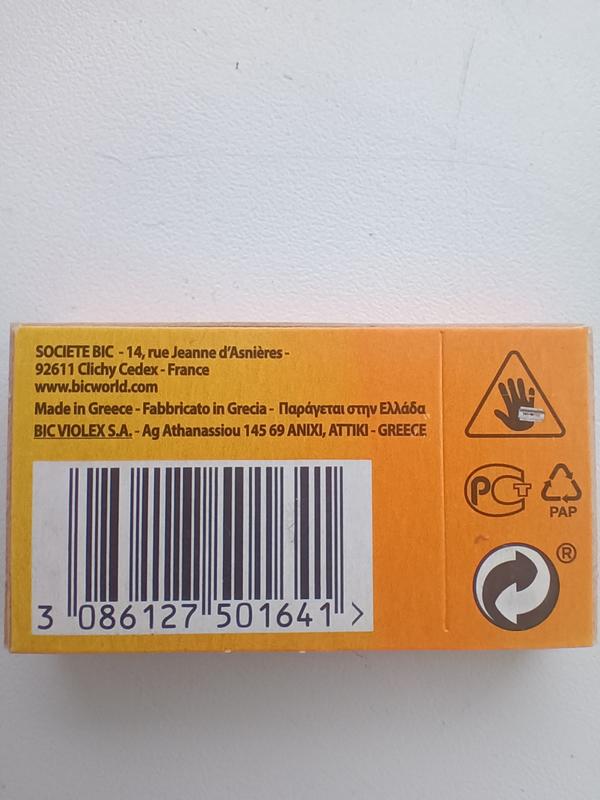 SOCIETE BIC - 14, rue Jeanne d'Asnières -
92611 Clichy Cedex - France
www.bicworld.com
Made in Greece - Fabbricato in Grecia - Παράγεται στην Ελλάδα
BIC VIOLEX S.A. - Ag Athanassiou 145 69 ANIXI, ATTIKI - GREECE
3 086127 501641 >
PCT
PAP
®